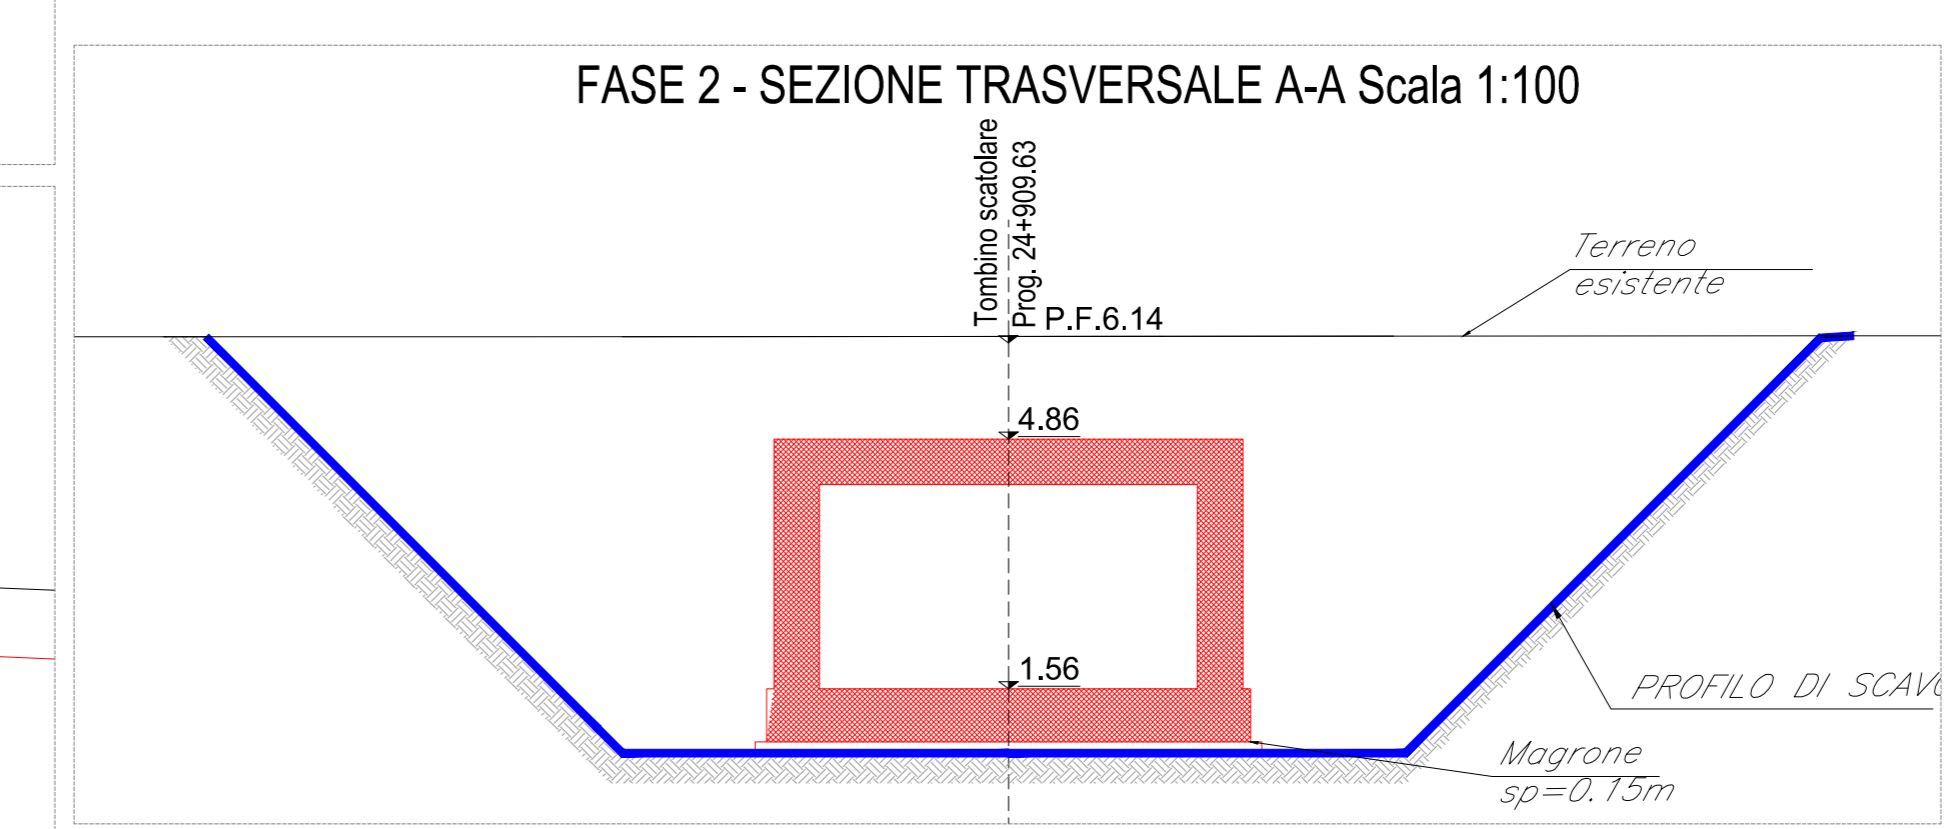 FASE 2 - SEZIONE TRASVERSALE A-A Scala 1:100
Tombino scatolare
Prog. 24+909.63
P.F.6.14
Terreno
esistente
4.86
1.56
PROFILO DI SCAVO
Magrone
sp=0.15m